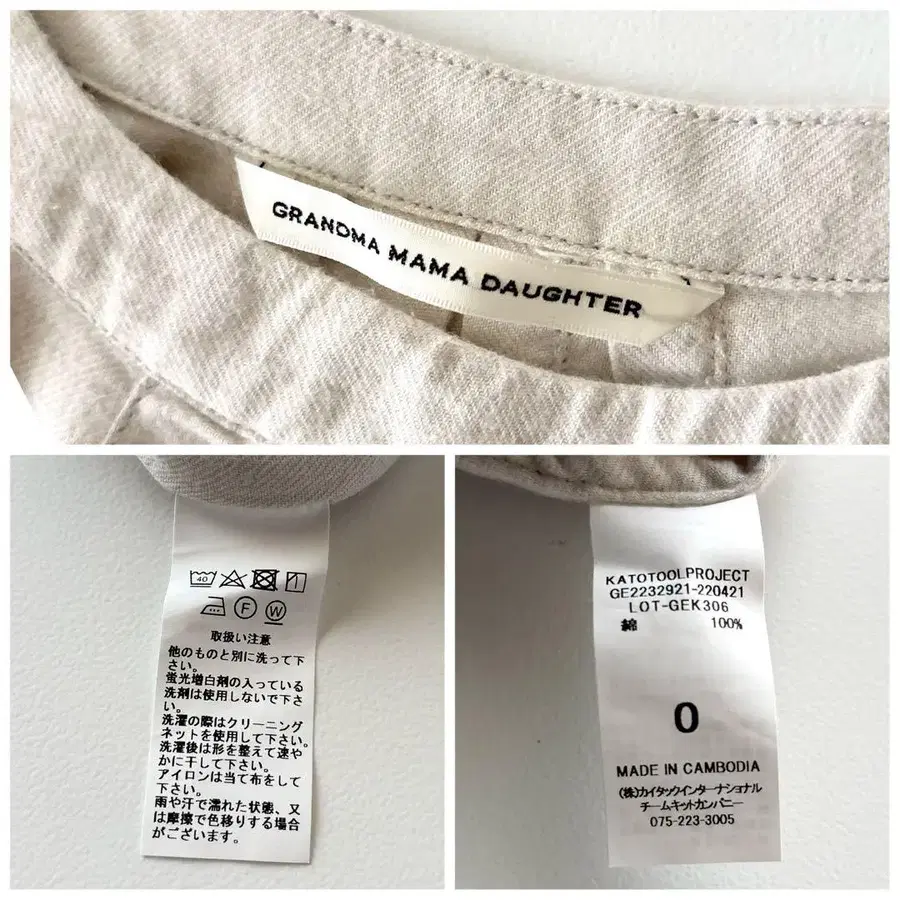 GRANDMA MAMA DAUGHTER
40
F
W
取扱い注意
他のものと別に洗って下
さい。
蛍光増白剤の入っている
洗剤は使用しないで下さ
い。
洗濯の際はクリーニング
ネットを使用して下さい。
洗濯後は形を整えて速や
かに干して下さい。
アイロンは当て布をして
下さい。
雨や汗で濡れた状態、又
は摩擦で色移りする場合
がございます。
KATOTOOLPROJECT
GE2232921-220421
LOT-GEK306
綿 100%
0
MADE IN CAMBODIA
(株)カイタックインターナショナル
チームキットカンパニー
075-223-3005